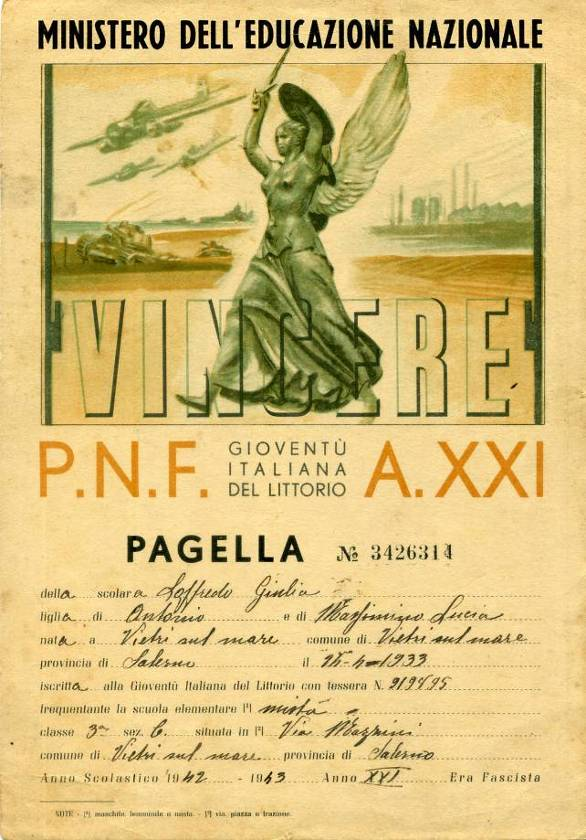 MINISTERO DELL'EDUCAZIONE NAZIONALE
VINCERE
P.N.F. GIOVENTÙ ITALIANA DEL LITTORIO A. XXI
PAGELLA № 3426314
della scolara Loffredo Giulia
figlia di Antonio e di Massimino Lucia
nata a Vietri sul mare comune di Vietri sul mare
provincia di Salerno il 1933
iscritta alla Gioventù Italiana del Littorio con tessera N. 919795
frequentante la scuola elementare (¹) mista
classe 3ª sez. C. situata in (²) Via Mazzini
comune di Vietri sul mare provincia di Salerno
Anno Scolastico 1942 - 1943 Anno XXI Era Fascista
NOTE - (¹) maschile, femminile o mista. - (²) via, piazza o frazione.